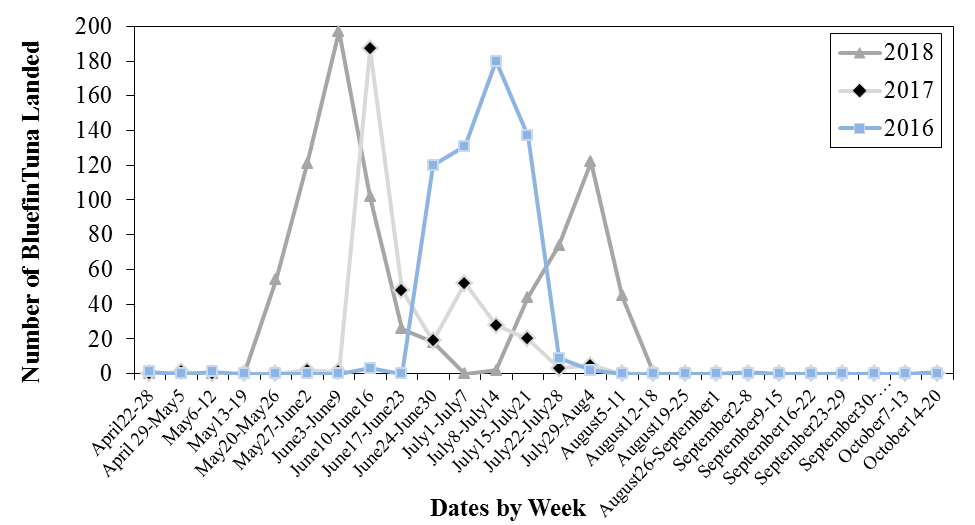 Number of BluefinTuna Landed
200
180
160
140
120
100
80
60
40
20
0
2018
2017
2016
April22-28
April 29-May5
May6-12
May13-19
May20-May26
May27-June2
June3-June9
June10-June16
June17-June23
June24-June30
July1-July7
July8-July14
July15-July21
July22-July28
July29-Aug4
August5-11
August12-18
August19-25
August26-September1
September2-8
September9-15
September16-22
September23-29
September30-…
October7-13
October14-20
Dates by Week